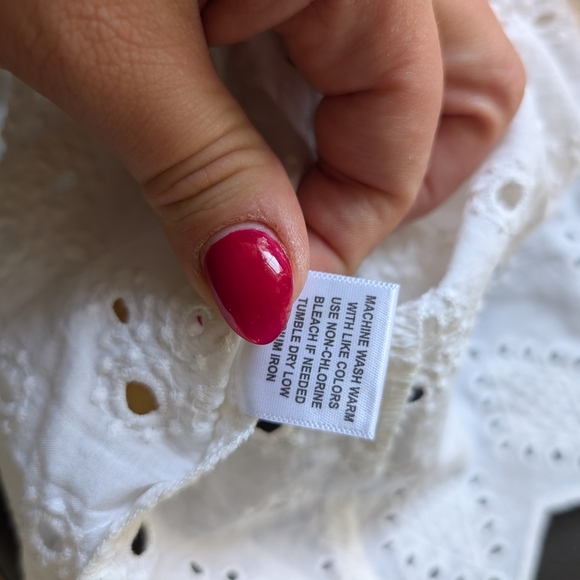 MACHINE WASH WARM
WITH LIKE COLORS
USE NON-CHLORINE
BLEACH IF NEEDED
TUMBLE DRY LOW
IRON